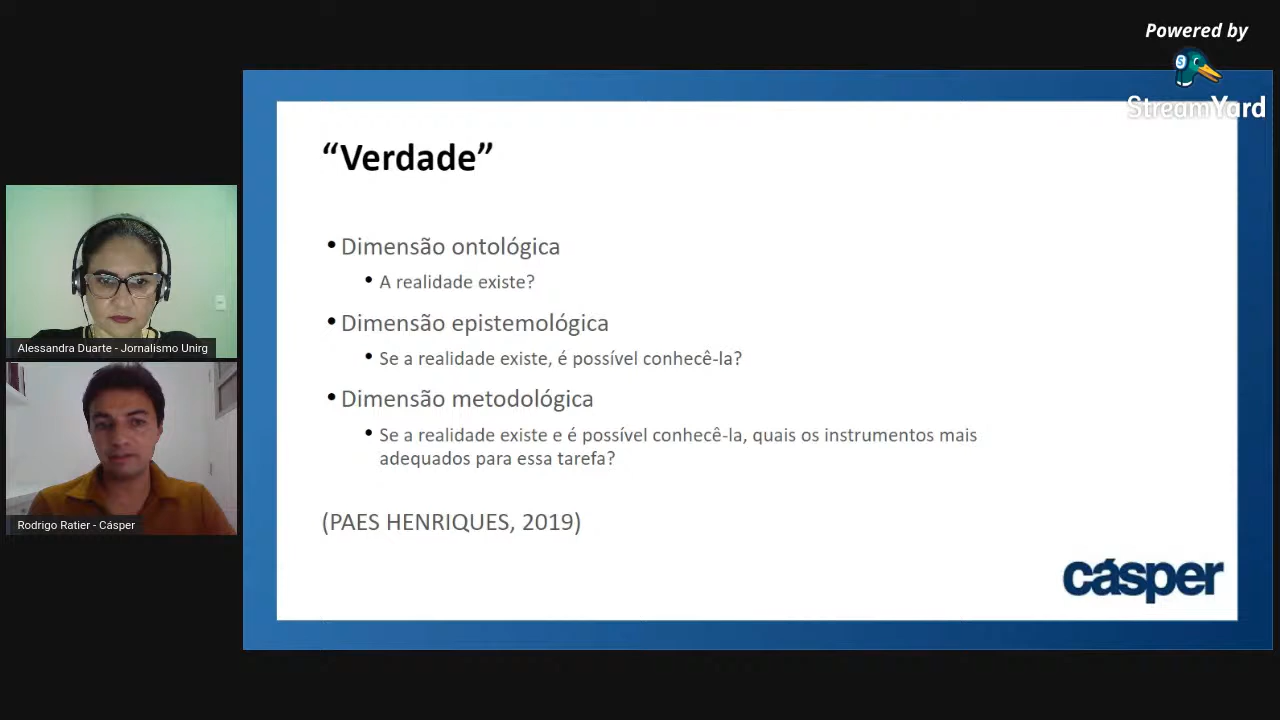 Powered by
StreamYard
“Verdade”
• Dimensão ontológica
• A realidade existe?
• Dimensão epistemológica
• Se a realidade existe, é possível conhecê-la?
• Dimensão metodológica
• Se a realidade existe e é possível conhecê-la, quais os instrumentos mais
adequados para essa tarefa?
(PAES HENRIQUES, 2019)
cásper
Alessandra Duarte - Jornalismo Unirg
Rodrigo Ratier - Cásper